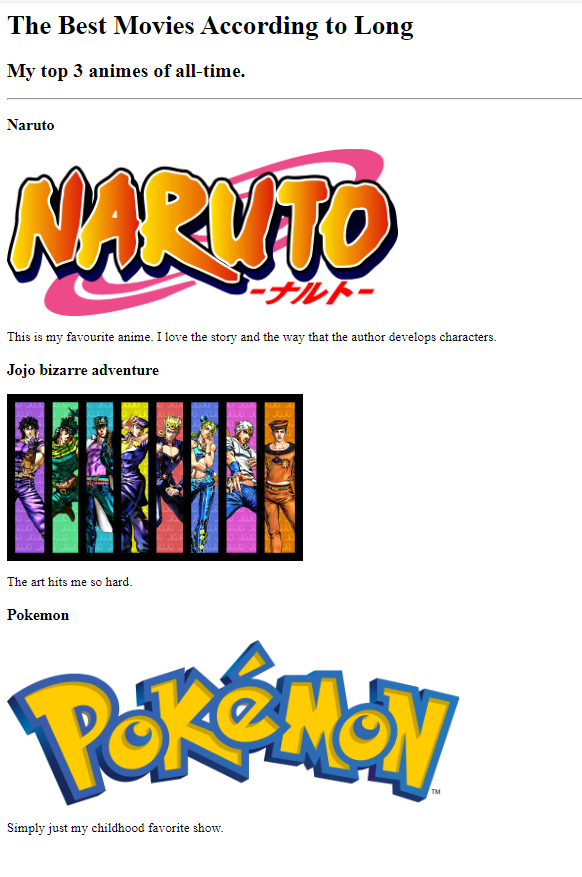 The Best Movies According to Long
My top 3 animes of all-time.
Naruto
NARUTO
-ナルト-
This is my favourite anime. I love the story and the way that the author develops characters.
Jojo bizarre adventure
The art hits me so hard.
Pokemon
POKéMON
TM
Simply just my childhood favorite show.